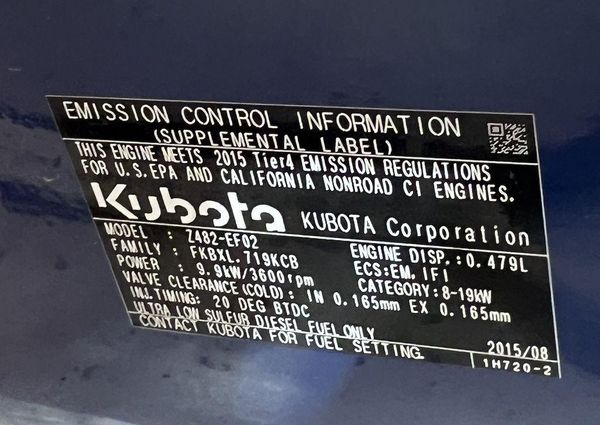 EMISSION CONTROL INFORMATION
(SUPPLEMENTAL LABEL)
THIS ENGINE MEETS 2015 Tier4 EMISSION REGULATIONS
FOR U.S.EPA AND CALIFORNIA NONROAD CI ENGINES.
Kubota KUBOTA Corporation
MODEL : Z482-EF02 ENGINE DISP.:0.479L
FAMILY : FKBXL.719KCB ECS:EM,IFI
POWER : 9.9kW/3600rpm CATEGORY:8-19kW
VALVE CLEARANCE(COLD): IN 0.165mm EX 0.165mm
INJ.TIMING: 20 DEG BTDC
ULTRA LOW SULFUR DIESEL FUEL ONLY
CONTACT KUBOTA FOR FUEL SETTING. 2015/08
1H720-2